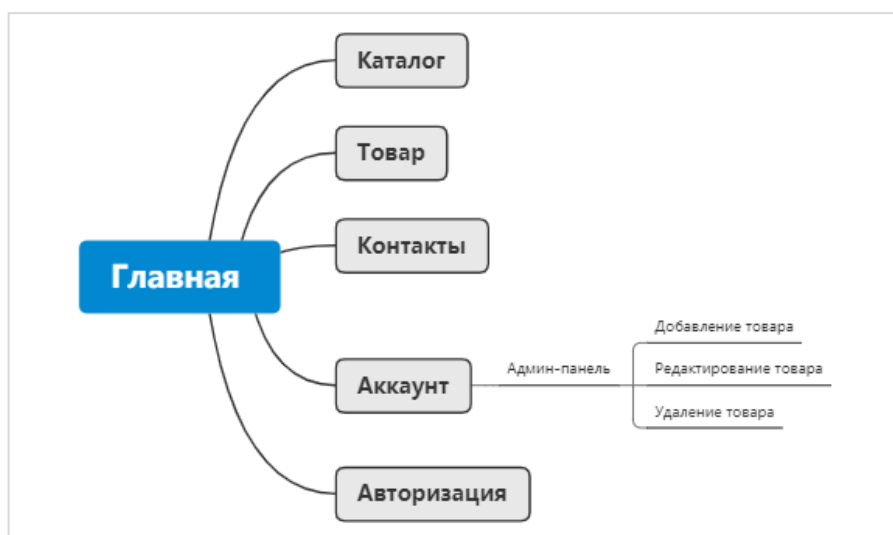 Главная
Каталог
Товар
Контакты
Аккаунт
Админ-панель
Добавление товара
Редактирование товара
Удаление товара
Авторизация